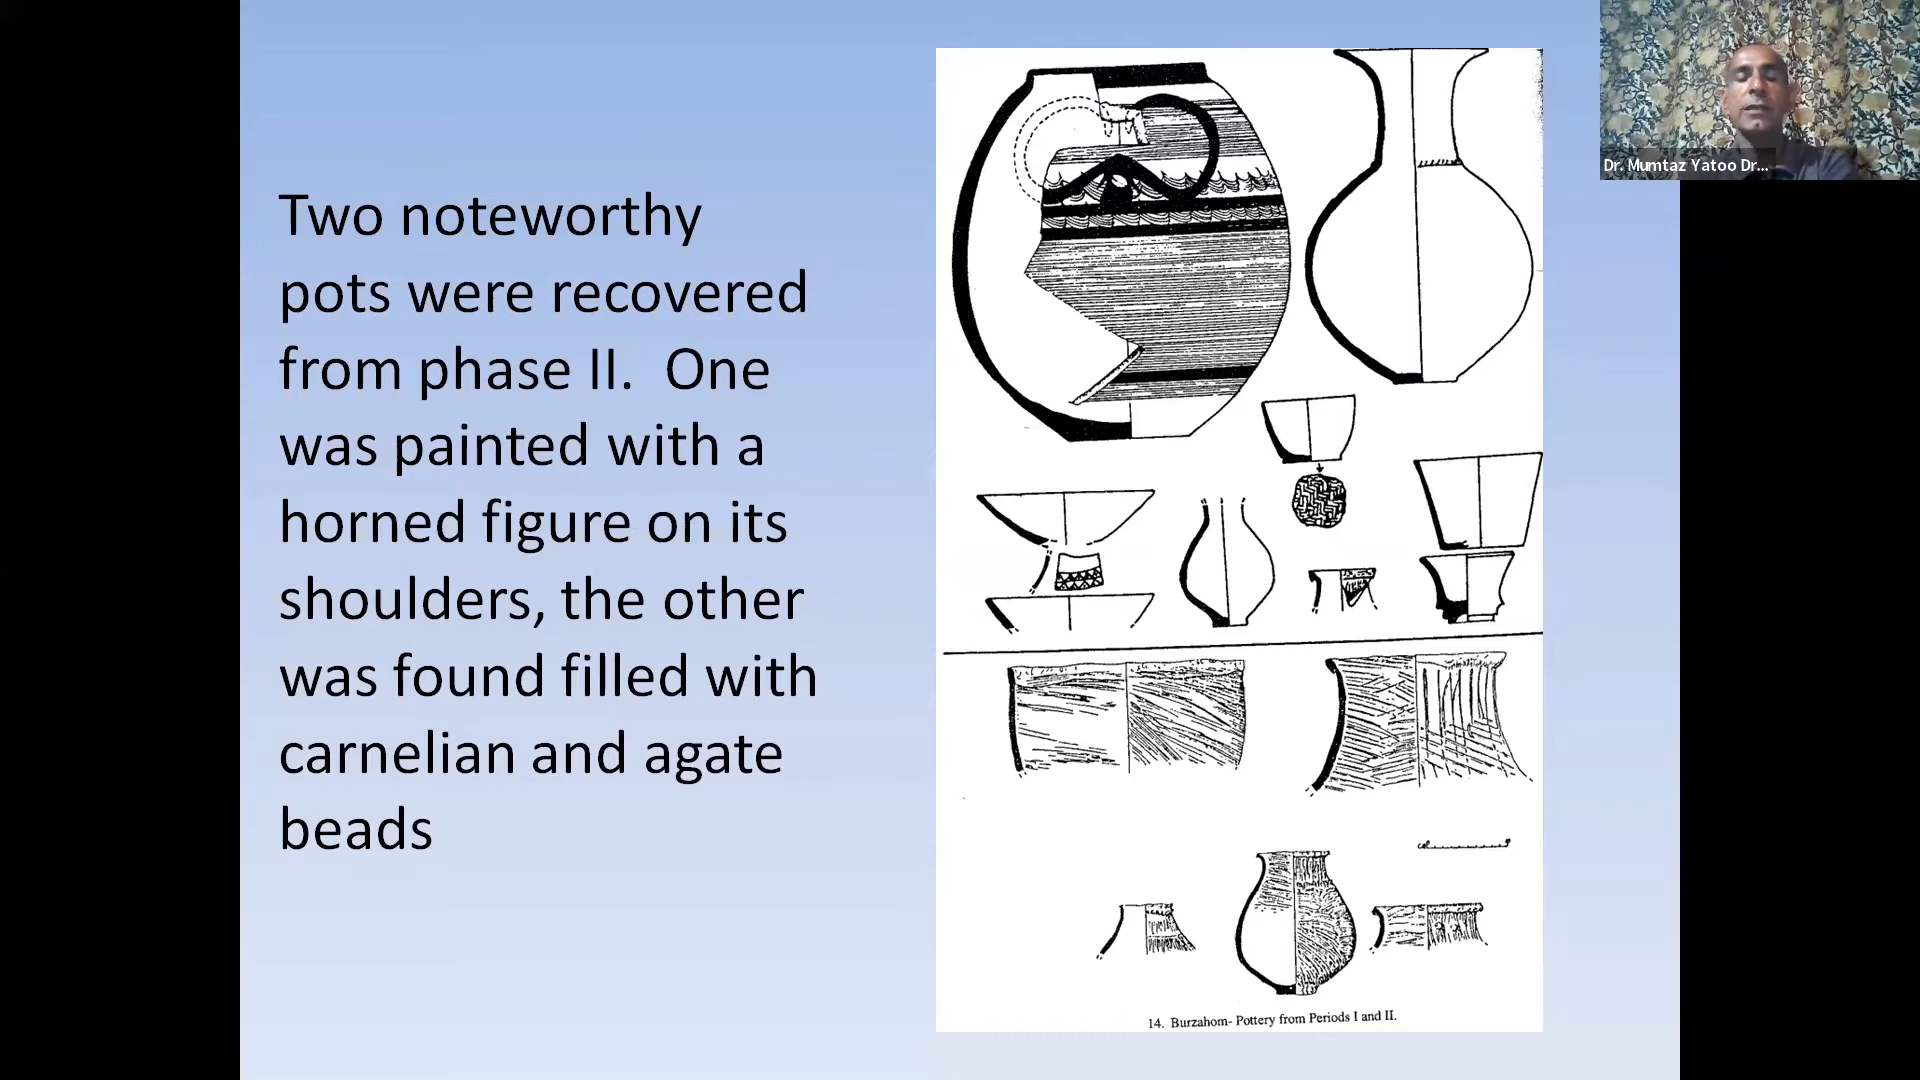 Two noteworthy
pots were recovered
from phase II.  One
was painted with a
horned figure on its
shoulders, the other
was found filled with
carnelian and agate
beads
14. Burzahom- Pottery from Periods I and II.
Dr. Mumtaz Yatoo Dr...